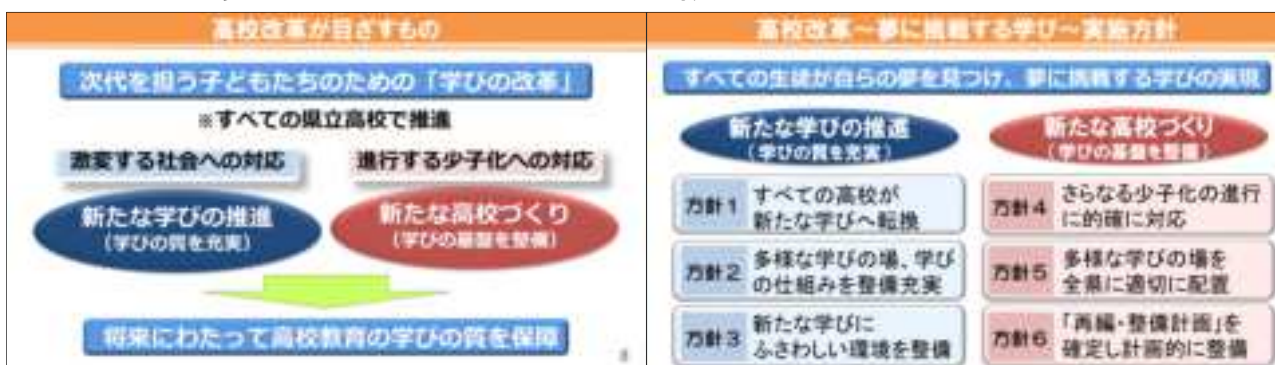 高校改革が目ざすもの
次代を担う子どもたちのための「学びの改革」
※すべての県立高校で推進
激変する社会への対応
進行する少子化への対応
新たな学びの推進
(学びの質を充実)
新たな高校づくり
(学びの基盤を整備)
将来にわたって高校教育の学びの質を保障
8
高校改革～夢に挑戦する学び～実施方針
すべての生徒が自らの夢を見つけ、夢に挑戦する学びの実現
新たな学びの推進
(学びの質を充実)
方針1
すべての高校が
新たな学びへ転換
方針2
多様な学びの場、学び
の仕組みを整備充実
方針3
新たな学びに
ふさわしい環境を整備
新たな高校づくり
(学びの基盤を整備)
方針4
さらなる少子化の進行
に的確に対応
方針5
多様な学びの場を
全県に適切に配置
方針6
「再編・整備計画」を
確定し計画的に整備